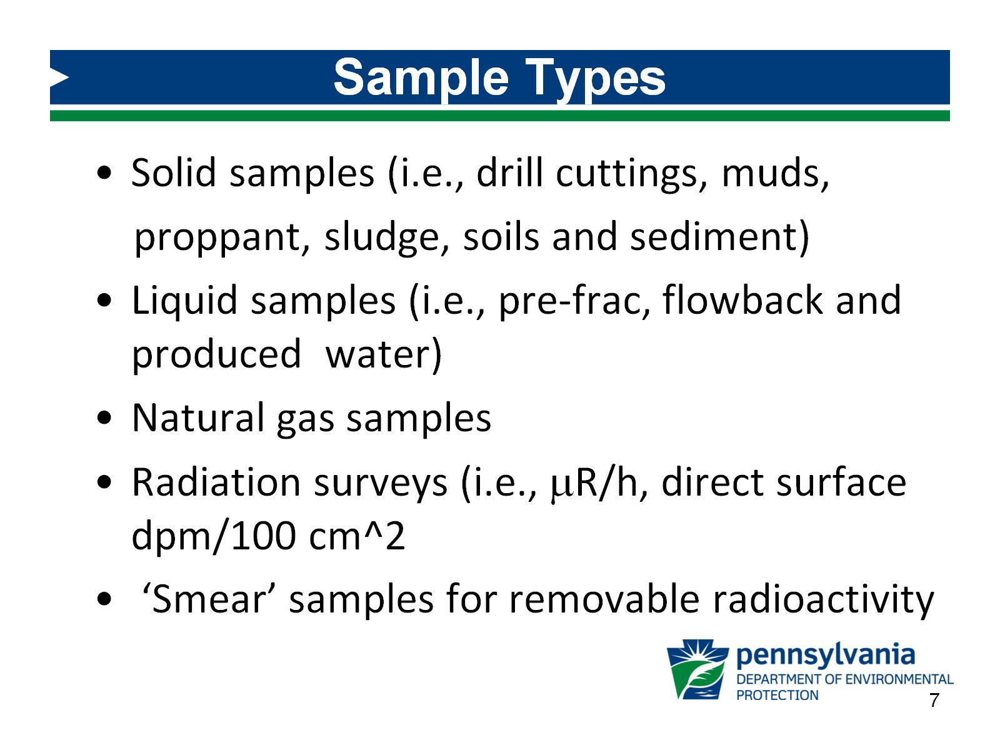 Sample Types
• Solid samples (i.e., drill cuttings, muds,
proppant, sludge, soils and sediment)
• Liquid samples (i.e., pre-frac, flowback and
produced  water)
• Natural gas samples
• Radiation surveys (i.e., μR/h, direct surface
dpm/100 cm^2
• ‘Smear’ samples for removable radioactivity
pennsylvania
DEPARTMENT OF ENVIRONMENTAL
PROTECTION
7